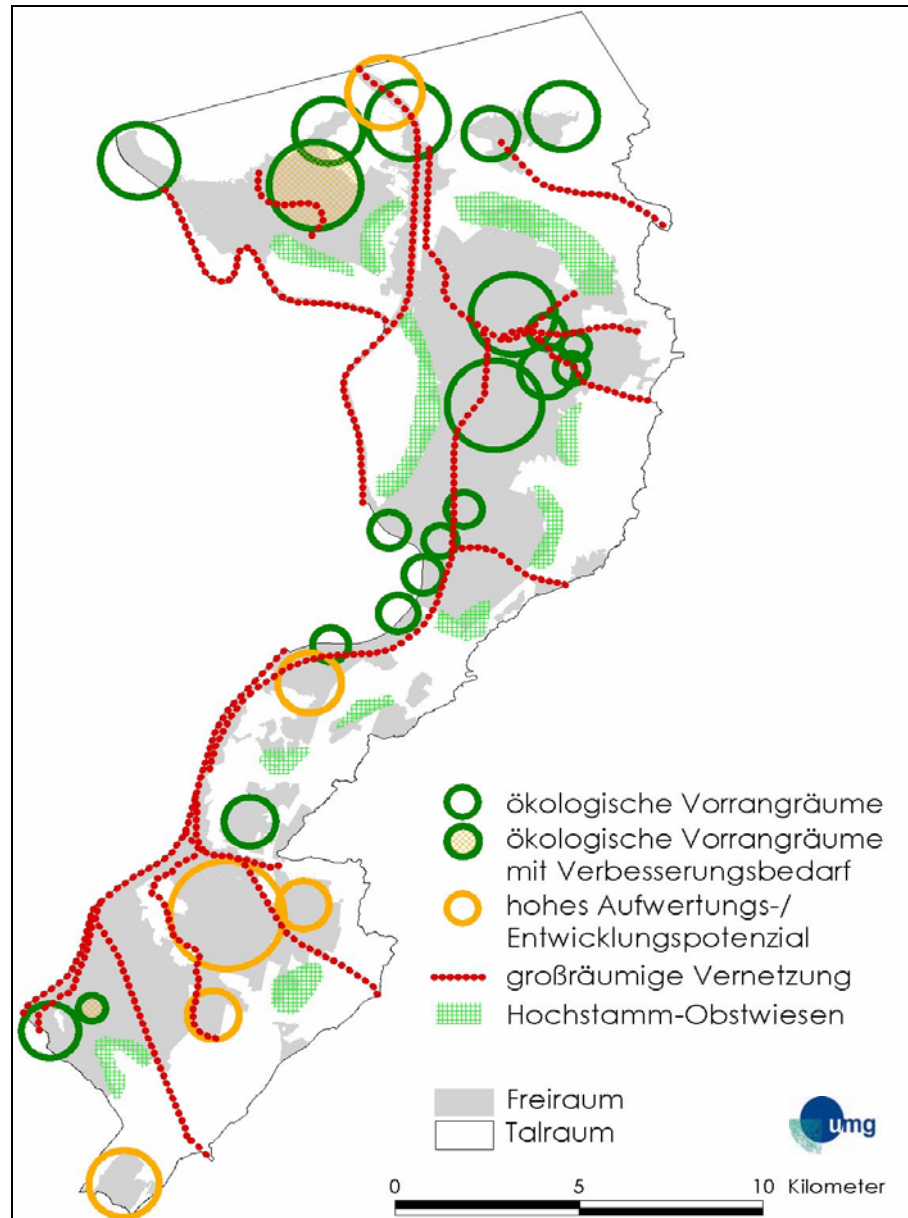 ökologische Vorrangräume
ökologische Vorrangräume
mit Verbesserungsbedarf
hohes Aufwertungs-/
Entwicklungspotenzial
großräumige Vernetzung
Hochstamm-Obstwiesen
Freiraum
Talraum
umg
0 5 10 Kilometer